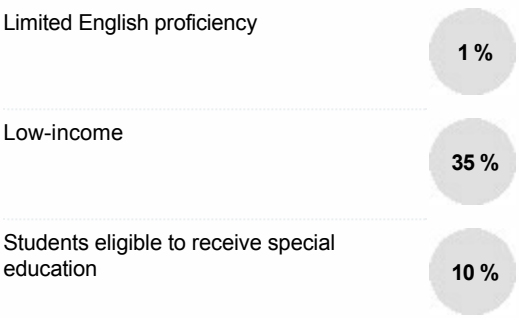 Limited English proficiency
1 %
Low-income
35 %
Students eligible to receive special
education
10 %